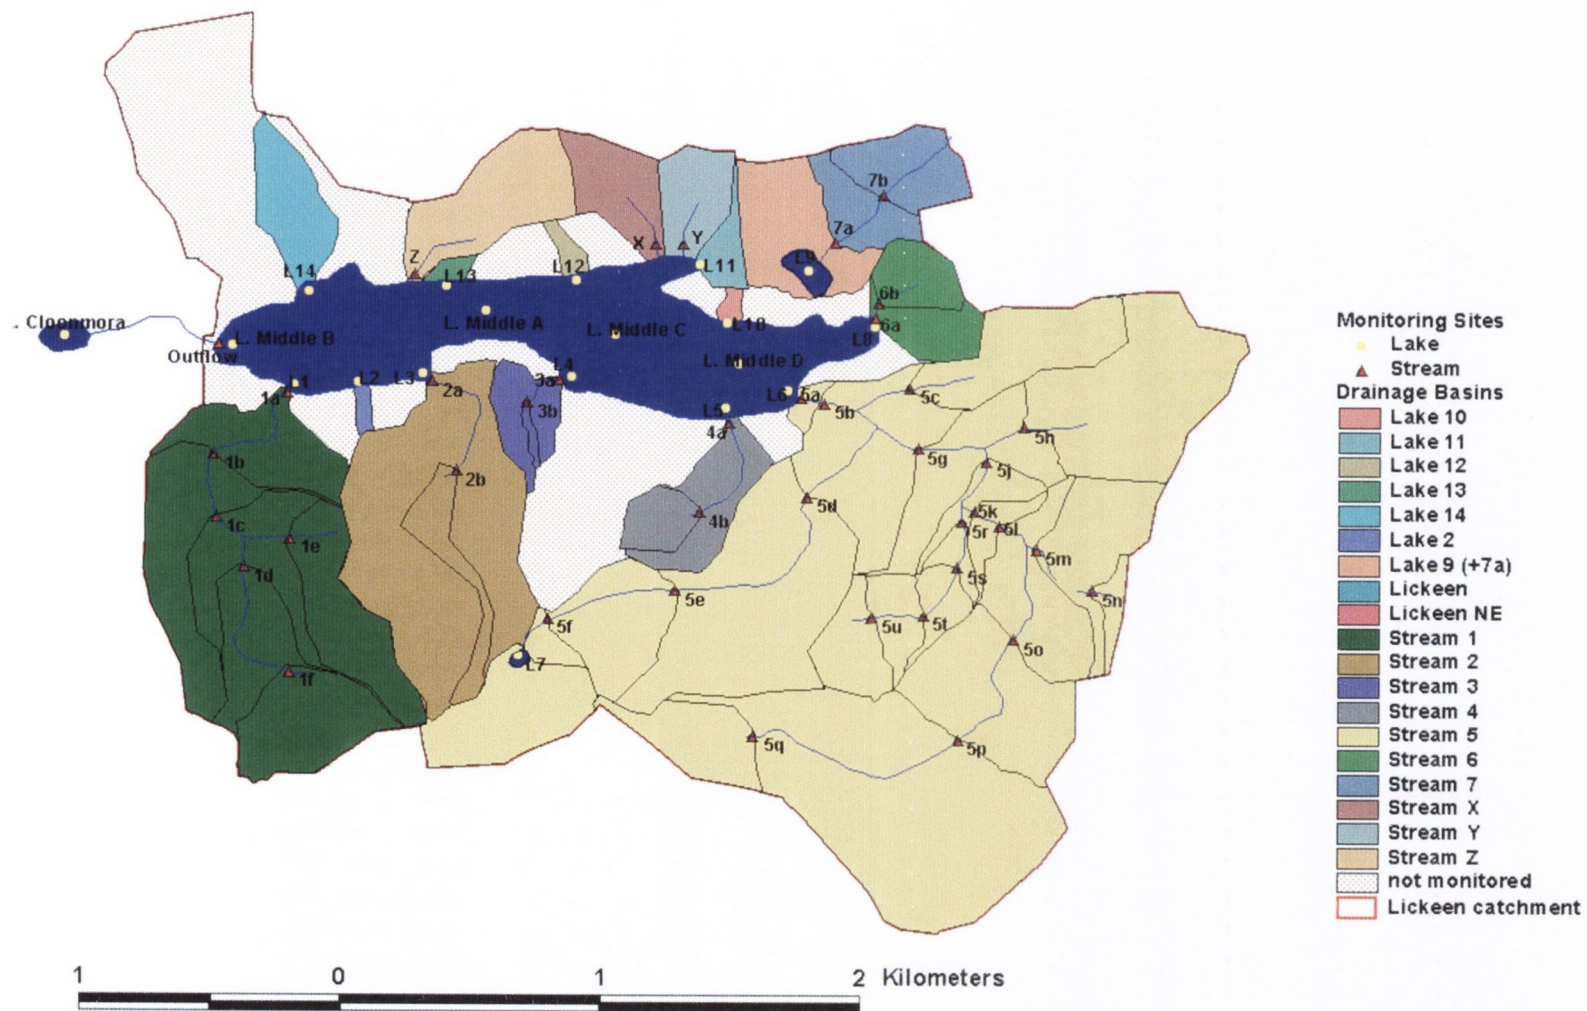 7b
7a
Z
X
Y
L14
L13
L12
L11
L9
6b
. Cloonmora
L. Middle A
L. Middle C
L10
6a
L. Middle B
L8
Outflow
L. Middle D
L1
L2
L3
L4
3a
L6
5a
1a
2a
3b
L5
5b
5c
4a
5h
1b
2b
5g
5j
5d
1c
4b
5k
1e
5r
5l
5m
1d
5s
5e
5n
5f
5u
5t
5o
L7
1f
5q
5p
Monitoring Sites
Lake
Stream
Drainage Basins
Lake 10
Lake 11
Lake 12
Lake 13
Lake 14
Lake 2
Lake 9 (+7a)
Lickeen
Lickeen NE
Stream 1
Stream 2
Stream 3
Stream 4
Stream 5
Stream 6
Stream 7
Stream X
Stream Y
Stream Z
not monitored
Lickeen catchment
1 0 1 2 Kilometers